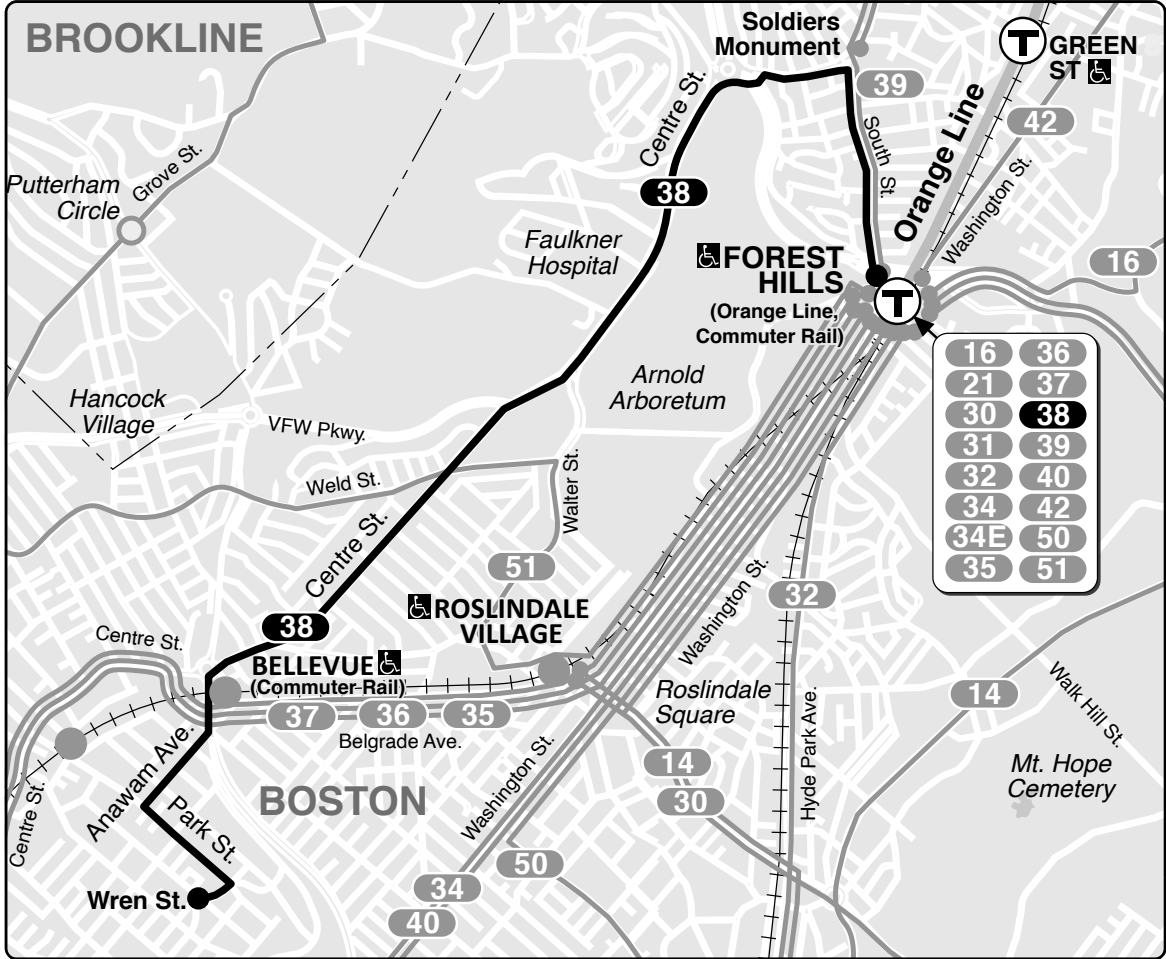 BROOKLINE
Soldiers
Monument
T
GREEN
ST
39
42
Centre St.
South St.
Orange Line
Washington St.
Putterham
Circle
Grove St.
38
Faulkner
Hospital
FOREST
HILLS
(Orange Line,
Commuter Rail)
T
16
16 36
21 37
30 38
31 39
32 40
34 42
34E 50
35 51
Arnold
Arboretum
Hancock
Village
VFW Pkwy.
Weld St.
Walter St.
Centre St.
51
32
Washington St.
38
ROSLINDALE
VILLAGE
Centre St.
BELLEVUE
(Commuter Rail)
37 36 35
Belgrade Ave.
Roslindale
Square
Hyde Park Ave.
14
Walk Hill St.
Mt. Hope
Cemetery
Anawam Ave.
Centre St.
Park St.
BOSTON
Washington St.
14
30
50
34
40
Wren St.